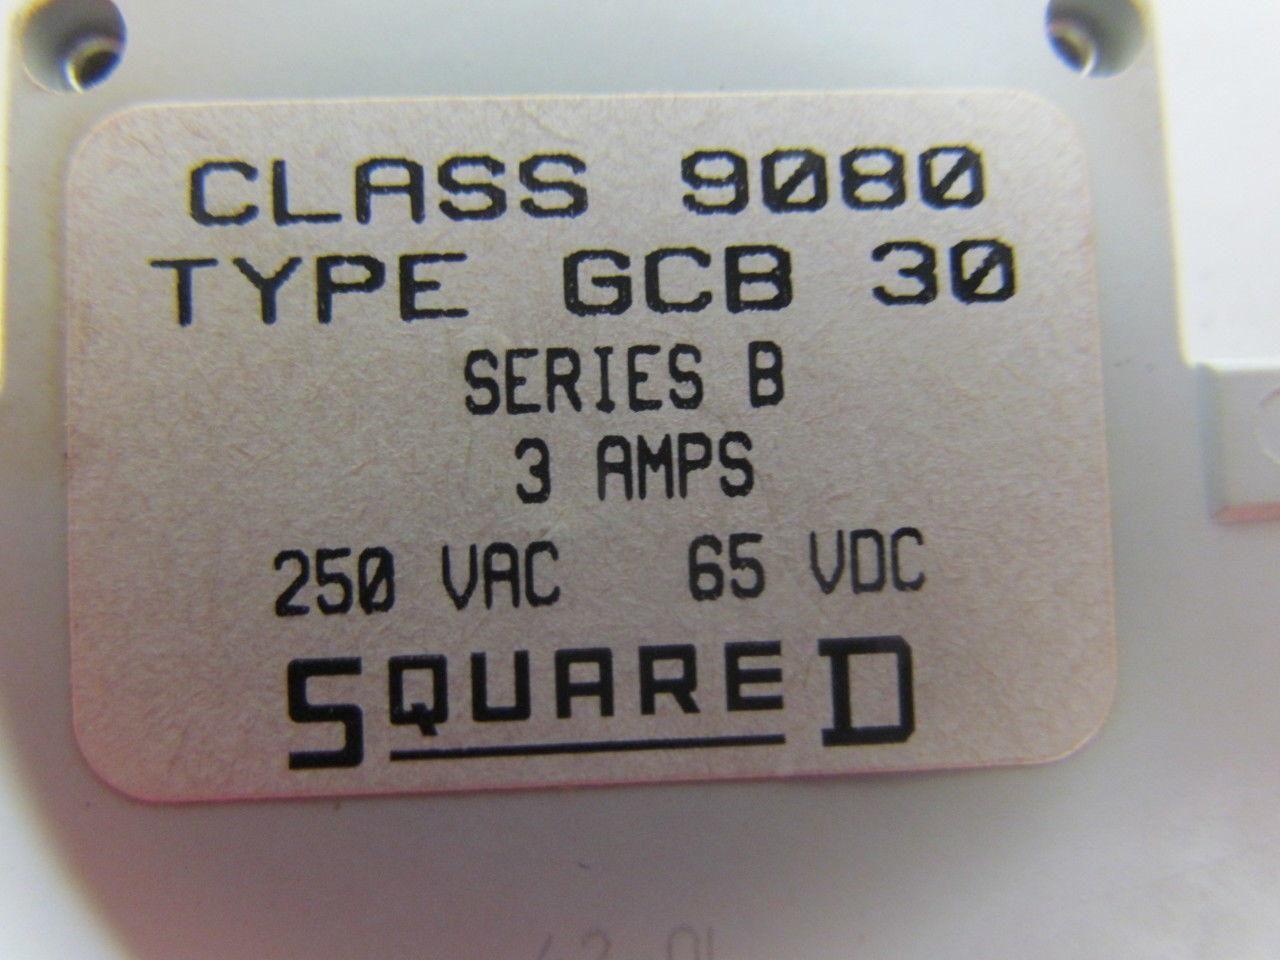 CLASS 9080
TYPE GCB 30
SERIES B
3 AMPS
250 VAC 65 VDC
SQUARE D